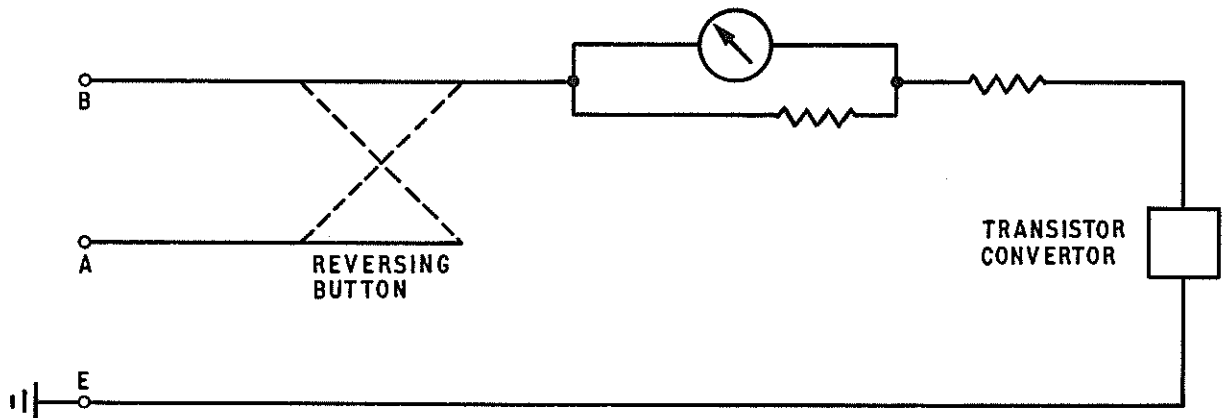 B
A
REVERSING
BUTTON
TRANSISTOR
CONVERTOR
E